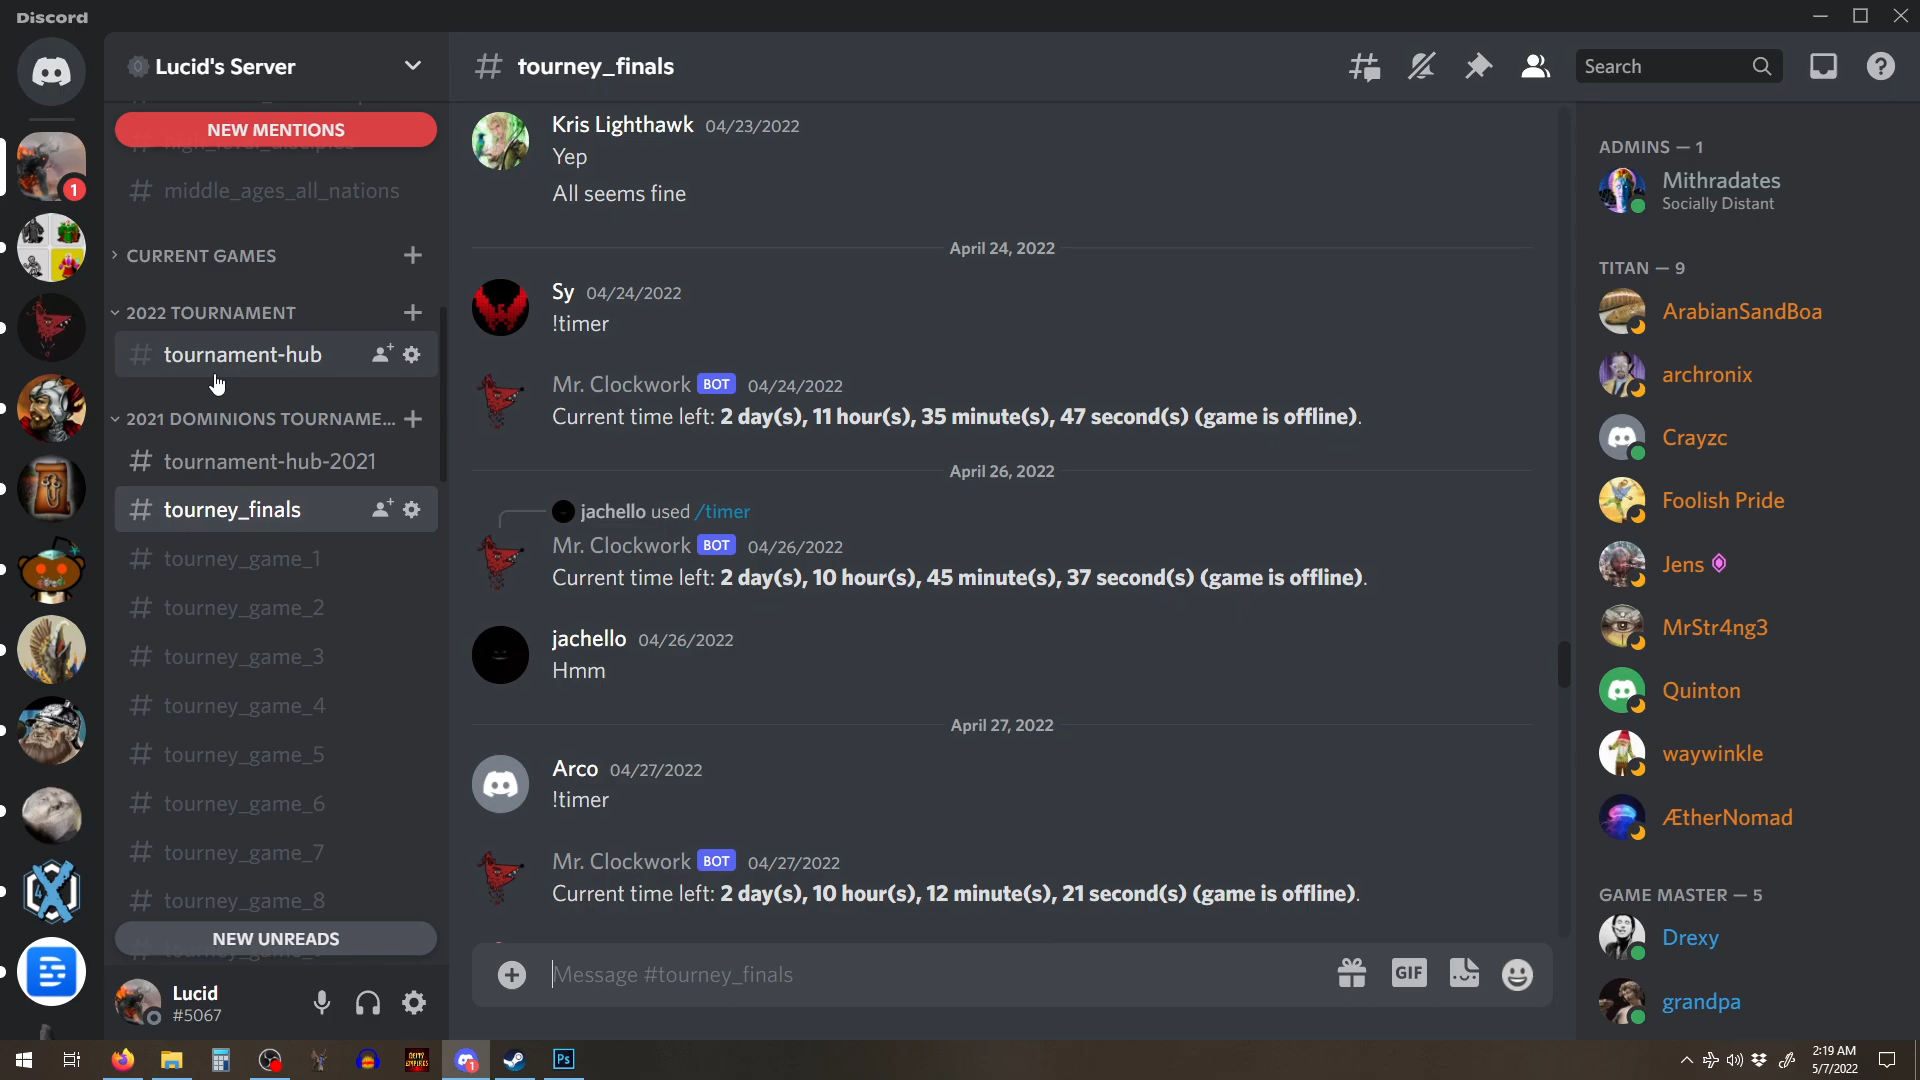 Discord
Lucid's Server
NEW MENTIONS
middle_ages_all_nations
CURRENT GAMES
2022 TOURNAMENT
tournament-hub
2021 DOMINIONS TOURNAME...
tournament-hub-2021
tourney_finals
tourney_game_1
tourney_game_2
tourney_game_3
tourney_game_4
tourney_game_5
tourney_game_6
tourney_game_7
tourney_game_8
NEW UNREADS
Lucid
#5067
tourney_finals
Search
Kris Lighthawk 04/23/2022
Yep
All seems fine
April 24, 2022
Sy 04/24/2022
!timer
Mr. Clockwork BOT 04/24/2022
Current time left: 2 day(s), 11 hour(s), 35 minute(s), 47 second(s) (game is offline).
April 26, 2022
jachello used /timer
Mr. Clockwork BOT 04/26/2022
Current time left: 2 day(s), 10 hour(s), 45 minute(s), 37 second(s) (game is offline).
jachello 04/26/2022
Hmm
April 27, 2022
Arco 04/27/2022
!timer
Mr. Clockwork BOT 04/27/2022
Current time left: 2 day(s), 10 hour(s), 12 minute(s), 21 second(s) (game is offline).
Message #tourney_finals
GIF
ADMINS — 1
Mithradates
Socially Distant
TITAN — 9
ArabianSandBoa
archronix
Crayzc
Foolish Pride
Jens
MrStr4ng3
Quinton
waywinkle
ÆtherNomad
GAME MASTER — 5
Drexy
grandpa
1
1
Ps
2:19 AM
5/7/2022